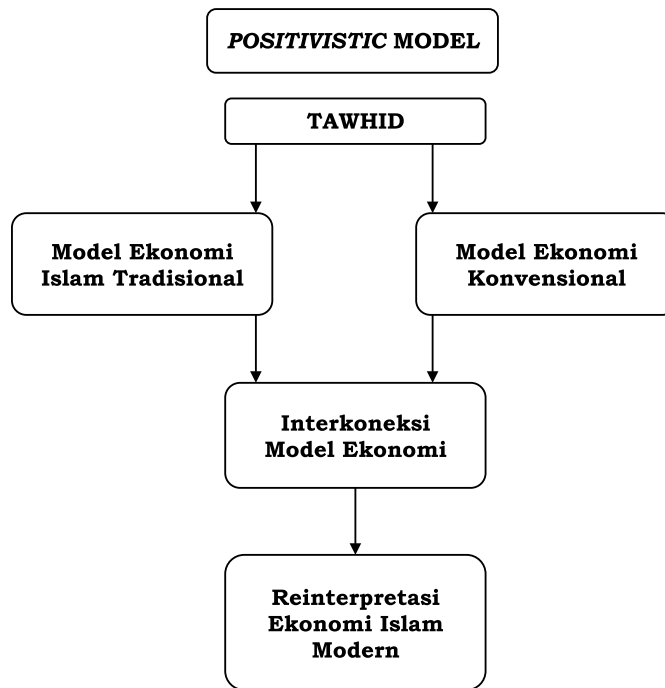 POSITIVISTIC MODEL
TAWHID
Model Ekonomi
Islam Tradisional
Model Ekonomi
Konvensional
Interkoneksi
Model Ekonomi
Reinterpretasi
Ekonomi Islam
Modern